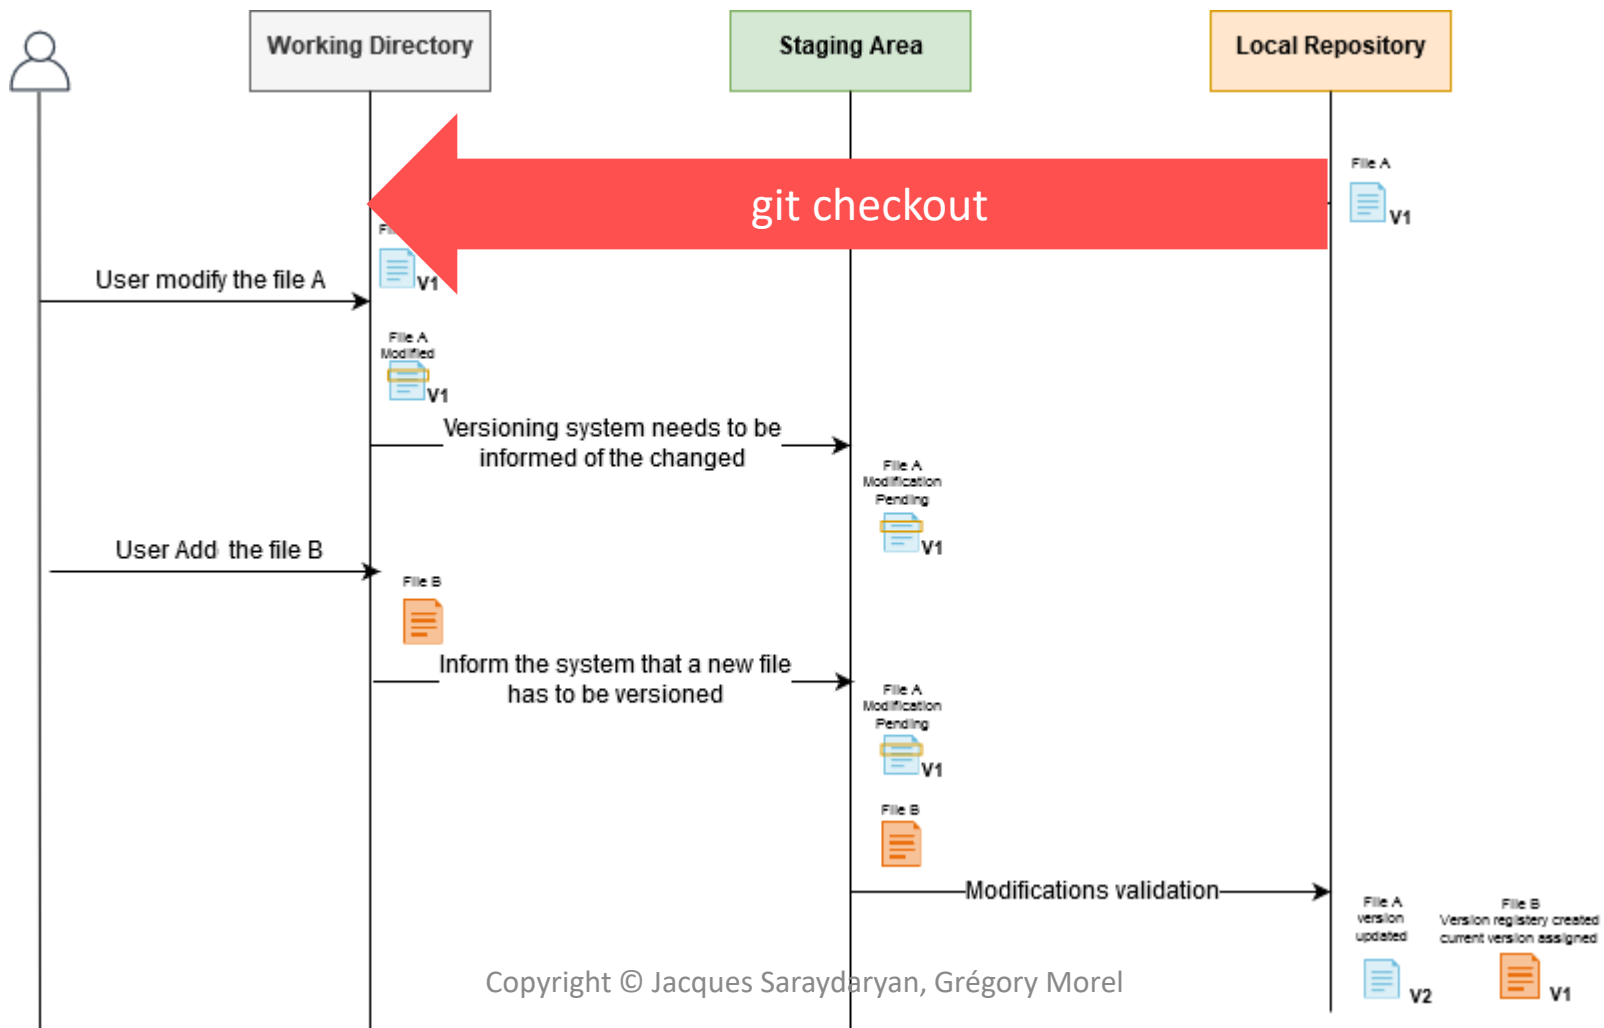 Working Directory
Staging Area
Local Repository
File A
V1
git checkout
V1
User modify the file A
File A
Modified
V1
Versioning system needs to be
informed of the changed
File A
Modification
Pending
V1
User Add the file B
File B
Inform the system that a new file
has to be versioned
File A
Modification
Pending
V1
File B
Modifications validation
File A
version
updated
V2
File B
Version registery created
current version assigned
V1
Copyright © Jacques Saraydaryan, Grégory Morel